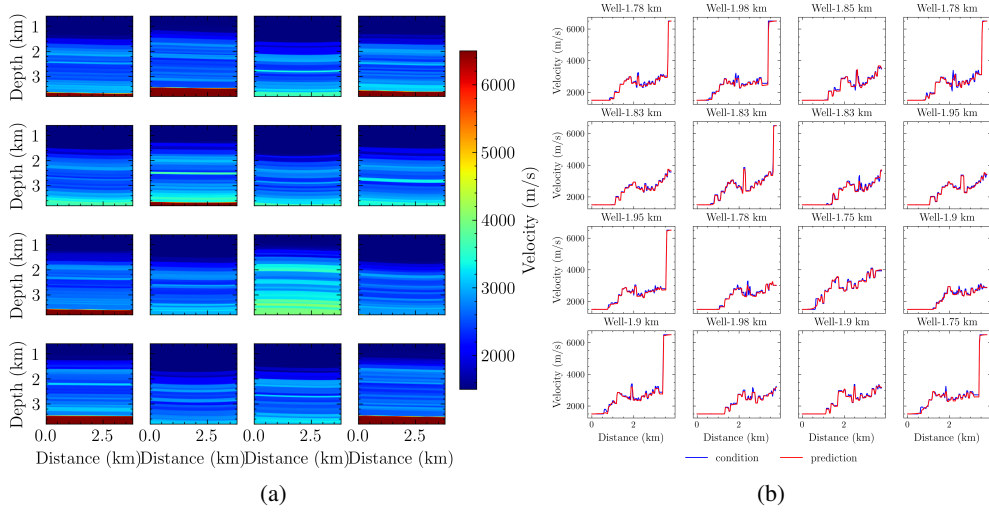 Depth (km)
1
2
3
Depth (km)
1
2
3
Depth (km)
1
2
3
Depth (km)
1
2
3
0.0 2.5 0.0 2.5 0.0 2.5 0.0 2.5
Distance (km) Distance (km) Distance (km) Distance (km)
6000
5000
4000
3000
2000
Velocity (m/s)
(a)
Well-1.78 km Well-1.98 km Well-1.85 km Well-1.78 km
Velocity (m/s)
6000
4000
2000
Well-1.83 km Well-1.83 km Well-1.83 km Well-1.95 km
Velocity (m/s)
6000
4000
2000
Well-1.95 km Well-1.78 km Well-1.75 km Well-1.9 km
Velocity (m/s)
6000
4000
2000
Well-1.9 km Well-1.98 km Well-1.9 km Well-1.75 km
Velocity (m/s)
6000
4000
2000
0 2 0 2 0 2 0 2
Distance (km) Distance (km) Distance (km) Distance (km)
condition prediction
(b)